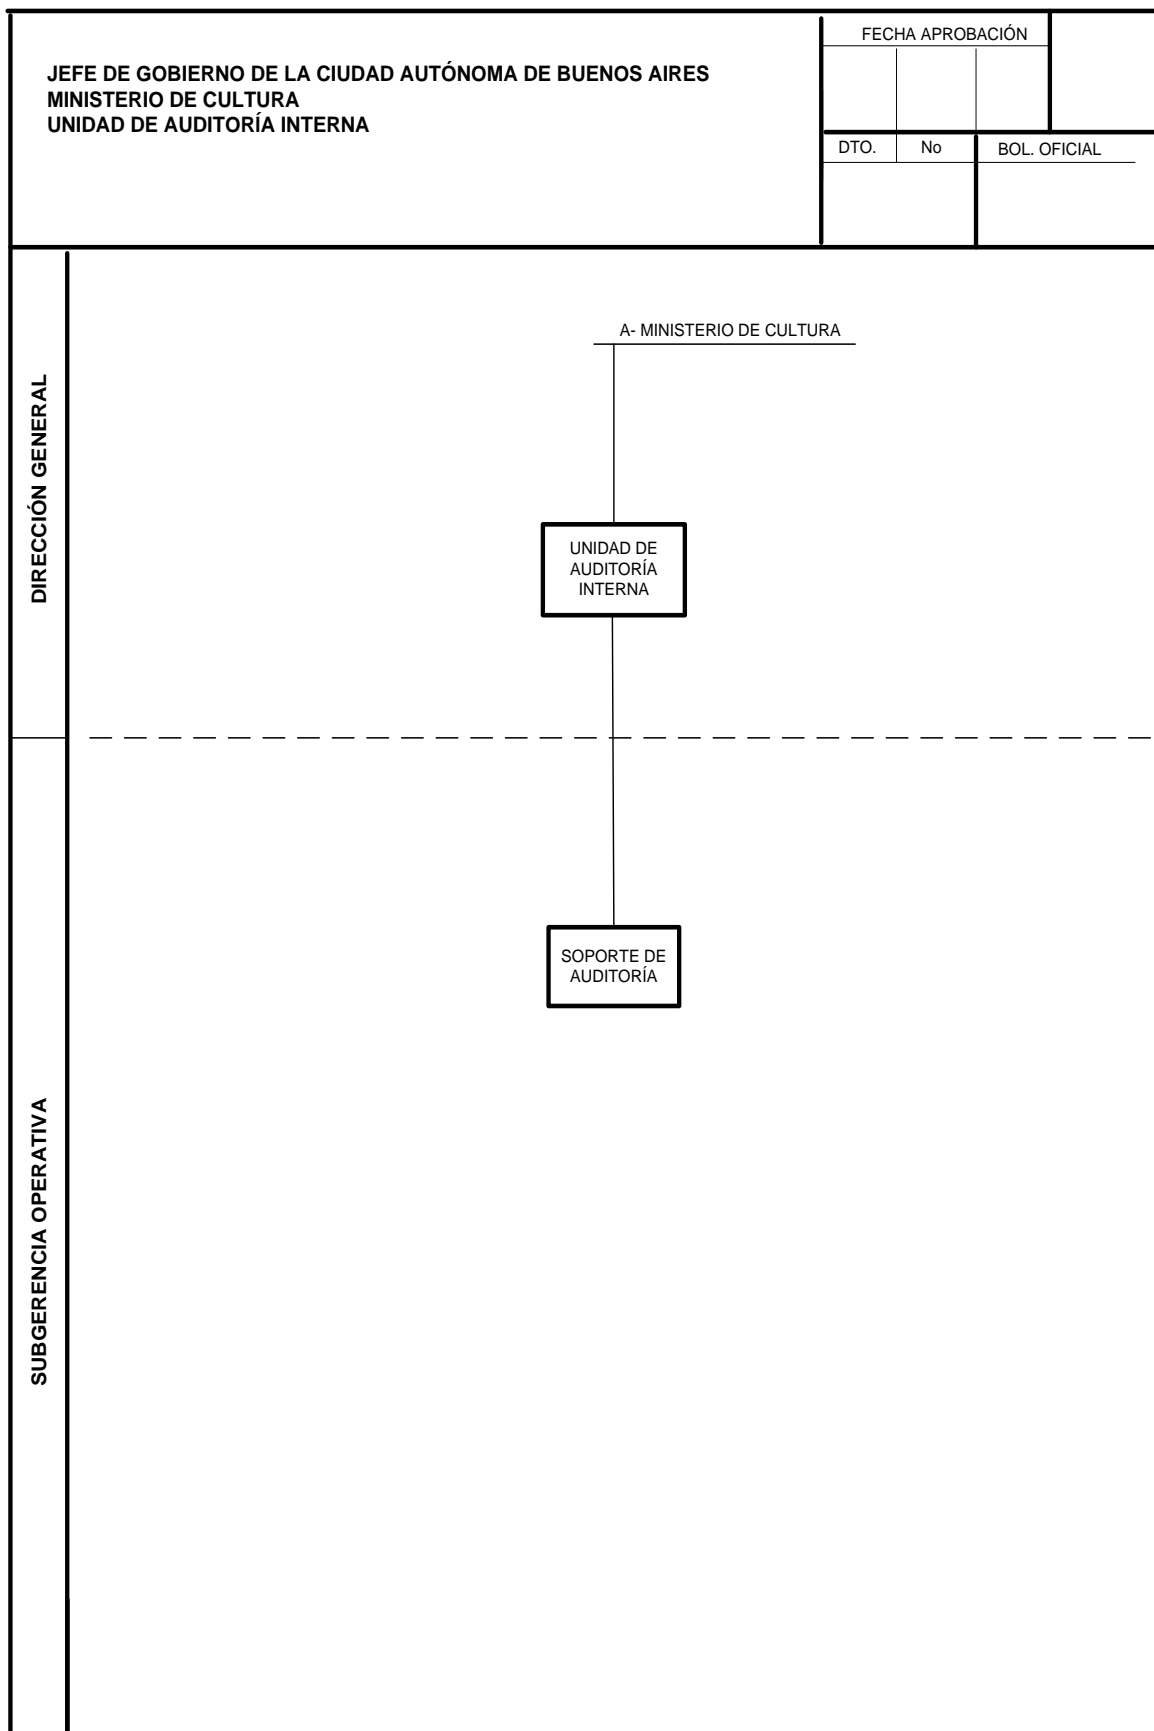 JEFE DE GOBIERNO DE LA CIUDAD AUTÓNOMA DE BUENOS AIRES
MINISTERIO DE CULTURA
UNIDAD DE AUDITORÍA INTERNA
FECHA APROBACIÓN
DTO.
No
BOL. OFICIAL
DIRECCIÓN GENERAL
A- MINISTERIO DE CULTURA
UNIDAD DE
AUDITORÍA
INTERNA
SUBGERENCIA OPERATIVA
SOPORTE DE
AUDITORÍA